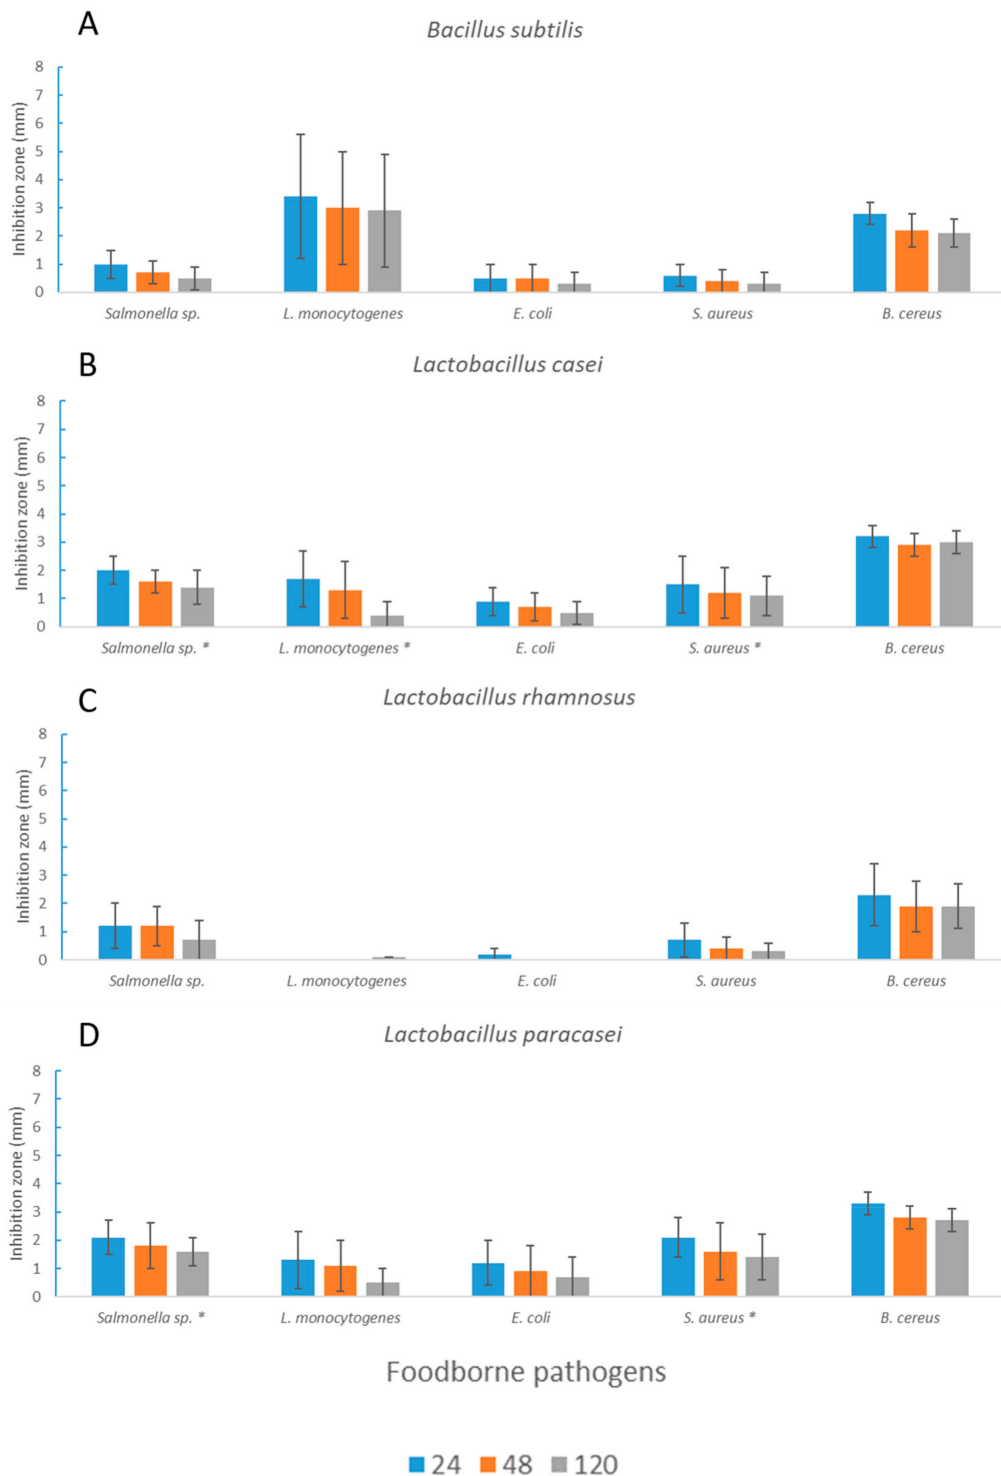 A
Bacillus subtilis
Inhibition zone (mm)
8
7
6
5
4
3
2
1
0
Salmonella sp. L. monocytogenes E. coli S. aureus B. cereus
B
Lactobacillus casei
Inhibition zone (mm)
8
7
6
5
4
3
2
1
0
Salmonella sp. * L. monocytogenes * E. coli S. aureus * B. cereus
C
Lactobacillus rhamnosus
Inhibition zone (mm)
8
7
6
5
4
3
2
1
0
Salmonella sp. L. monocytogenes E. coli S. aureus B. cereus
D
Lactobacillus paracasei
Inhibition zone (mm)
8
7
6
5
4
3
2
1
0
Salmonella sp. * L. monocytogenes E. coli S. aureus * B. cereus
Foodborne pathogens
24 48 120